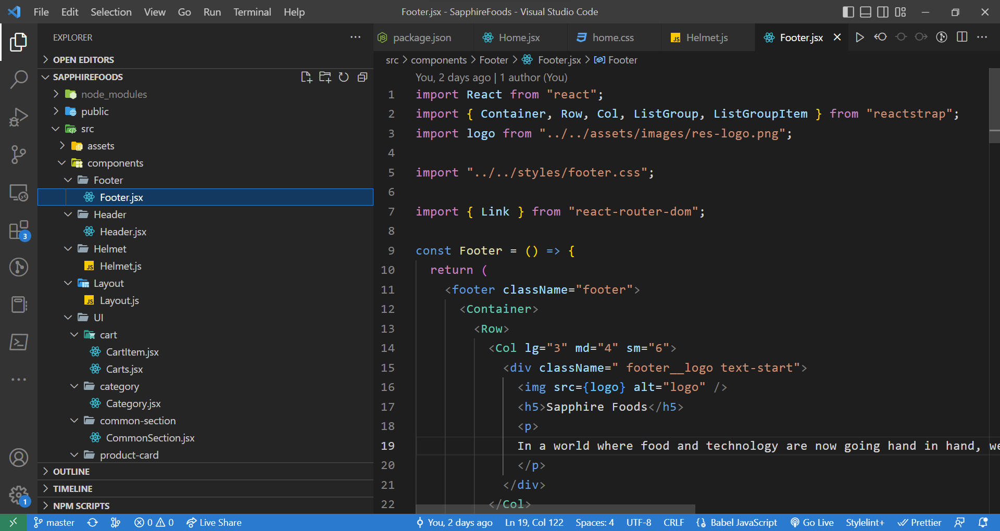 File Edit Selection View Go Run Terminal Help
Footer.jsx - SapphireFoods - Visual Studio Code
EXPLORER
package.json
Home.jsx
home.css
JS Helmet.js
Footer.jsx
OPEN EDITORS
src > components > Footer > Footer.jsx > Footer
SAPPHIREFOODS
node_modules
public
src
assets
components
Footer
Footer.jsx
Header
Header.jsx
Helmet
JS Helmet.js
Layout
JS Layout.js
UI
cart
CartItem.jsx
Carts.jsx
category
Category.jsx
common-section
CommonSection.jsx
product-card
OUTLINE
TIMELINE
NPM SCRIPTS
3
1
You, 2 days ago | 1 author (You)
1 import React from "react";
2 import { Container, Row, Col, ListGroup, ListGroupItem } from "reactstrap";
3 import logo from "../../assets/images/res-logo.png";
4
5 import "../../styles/footer.css";
6
7 import { Link } from "react-router-dom";
8
9 const Footer = () => {
10 return (
11 <footer className="footer">
12 <Container>
13 <Row>
14 <Col lg="3" md="4" sm="6">
15 <div className=" footer__logo text-start">
16 <img src={logo} alt="logo" />
17 <h5>Sapphire Foods</h5>
18 <p>
19 In a world where food and technology are now going hand in hand, we
20 </p>
21 </div>
22 </Col>
master 0 0 Live Share You, 2 days ago Ln 19, Col 122 Spaces: 4 UTF-8 CRLF Babel JavaScript Go Live Stylelint+ Prettier